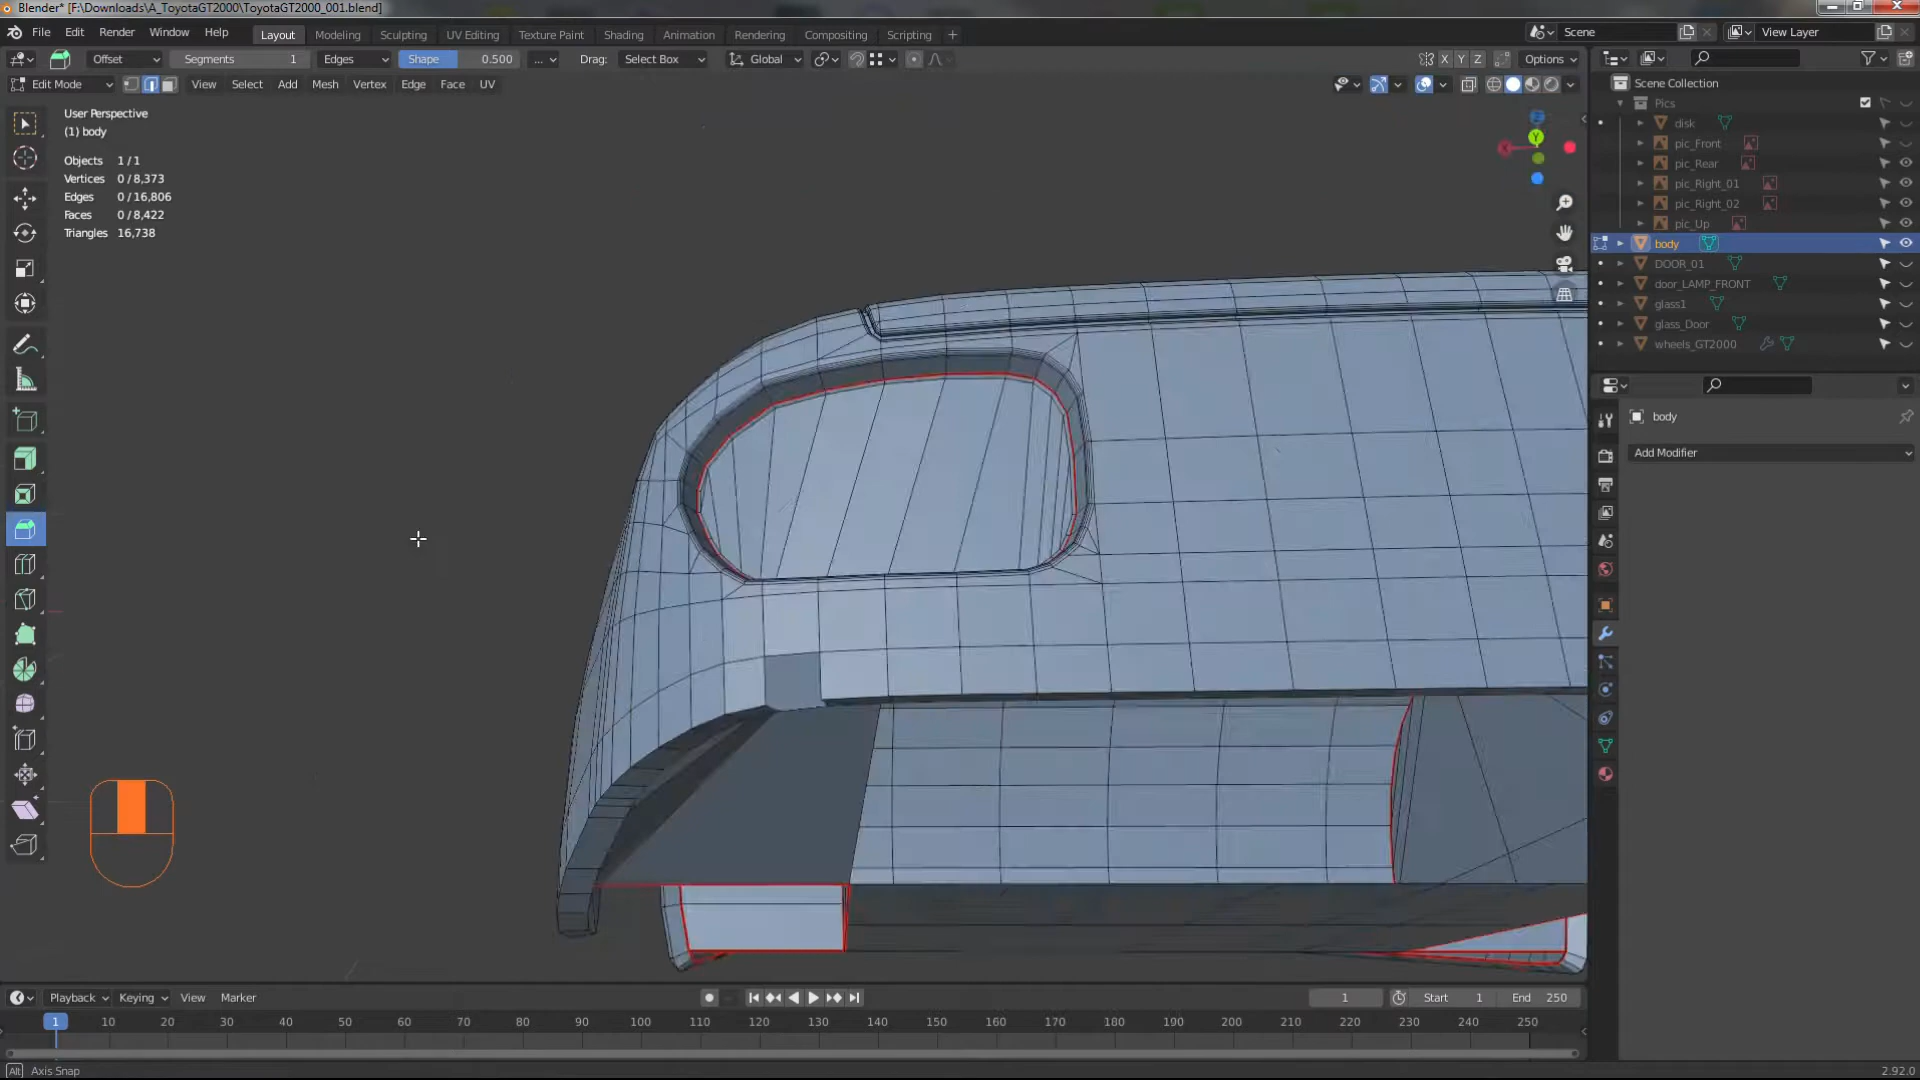 Blender* [F:\Downloads\A_ToyotaGT2000\ToyotaGT2000_001.blend]
File Edit Render Window Help Layout Modeling Sculpting UV Editing Texture Paint Shading Animation Rendering Compositing Scripting + Scene View Layer
Offset Segments 1 Edges Shape 0.500 ... Drag: Select Box Global X Y Z Options
Edit Mode View Select Add Mesh Vertex Edge Face UV
User Perspective
(1) body
Objects 1/1
Vertices 0/8,373
Edges 0/16,806
Faces 0/8,422
Triangles 16,738
Y
X
Scene Collection
Pics
disk
pic_Front
pic_Rear
pic_Right_01
pic_Right_02
pic_Up
body
DOOR_01
door_LAMP_FRONT
glass1
glass_Door
wheels_GT2000
body
Add Modifier
Playback Keying View Marker 1 Start 1 End 250
1 10 20 30 40 50 60 70 80 90 100 110 120 130 140 150 160 170 180 190 200 210 220 230 240 250
Alt Axis Snap 2.92.0